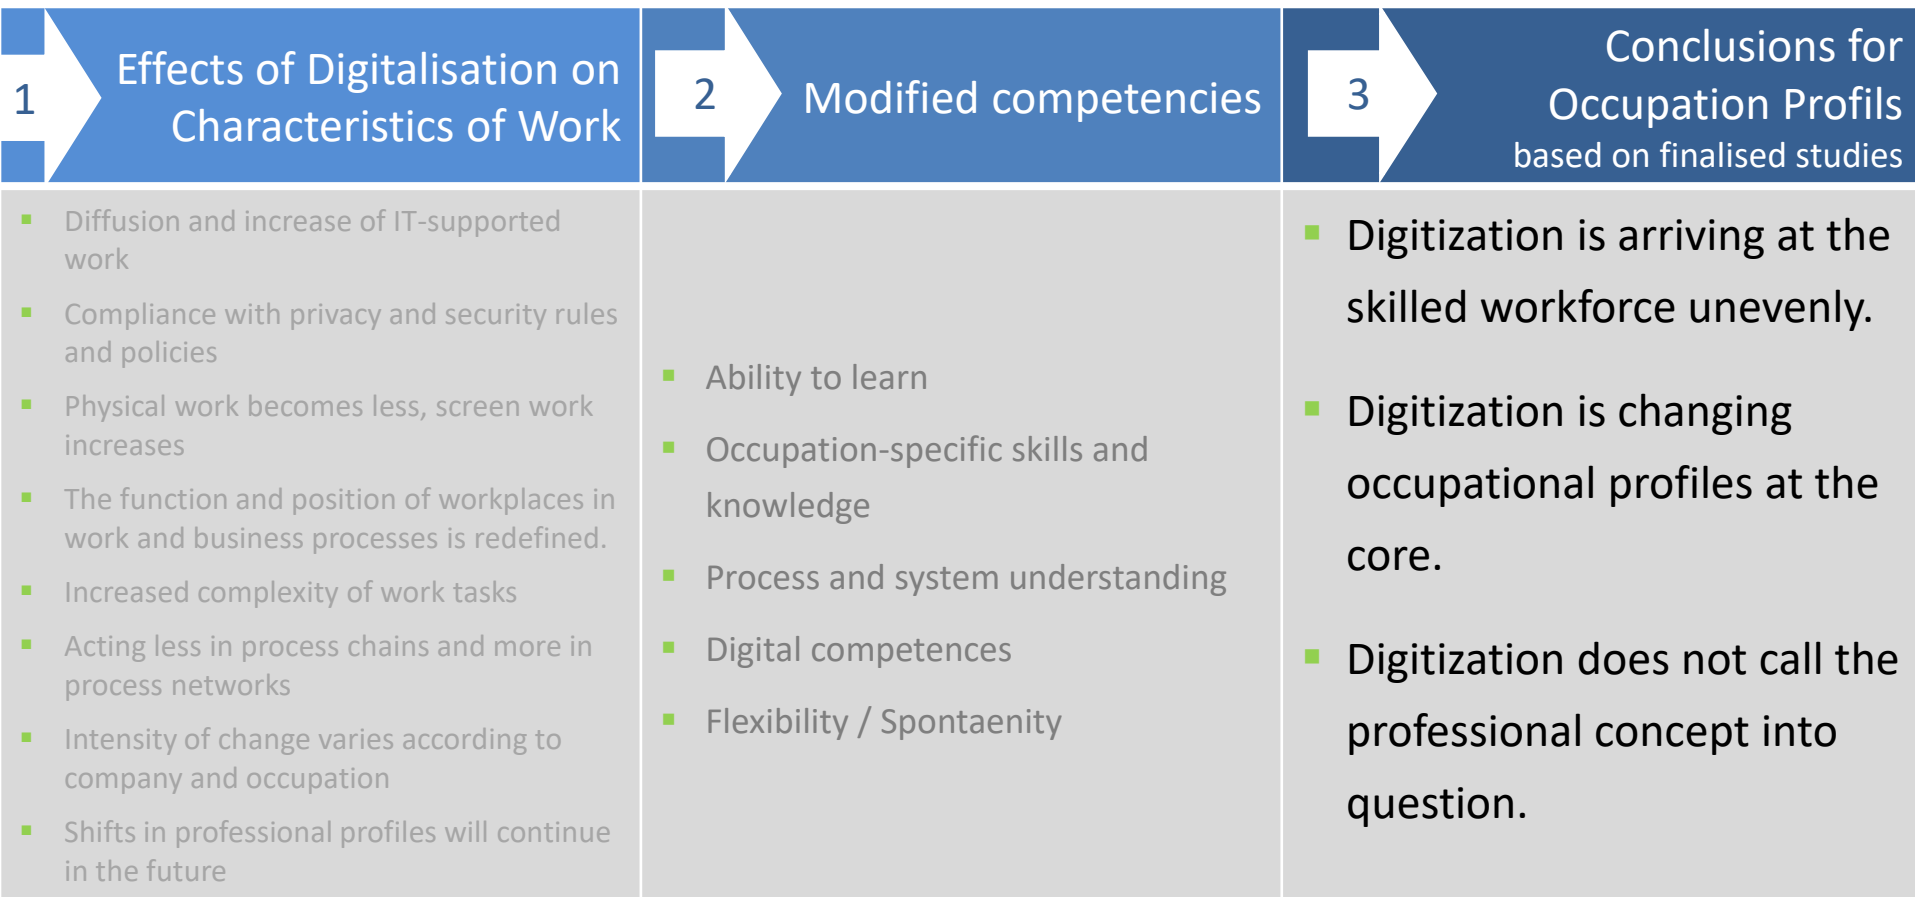 1
Effects of Digitalisation on
Characteristics of Work
▪ Diffusion and increase of IT-supported
work
▪ Compliance with privacy and security rules
and policies
▪ Physical work becomes less, screen work
increases
▪ The function and position of workplaces in
work and business processes is redefined.
▪ Increased complexity of work tasks
▪ Acting less in process chains and more in
process networks
▪ Intensity of change varies according to
company and occupation
▪ Shifts in professional profiles will continue
in the future
2
Modified competencies
▪ Ability to learn
▪ Occupation-specific skills and
knowledge
▪ Process and system understanding
▪ Digital competences
▪ Flexibility / Spontaenity
3
Conclusions for
Occupation Profils
based on finalised studies
▪ Digitization is arriving at the
skilled workforce unevenly.
▪ Digitization is changing
occupational profiles at the
core.
▪ Digitization does not call the
professional concept into
question.